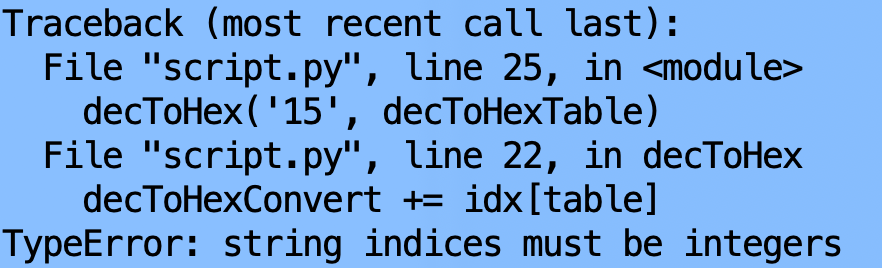 Traceback (most recent call last):
  File "script.py", line 25, in <module>
    decToHex('15', decToHexTable)
  File "script.py", line 22, in decToHex
    decToHexConvert += idx[table]
TypeError: string indices must be integers